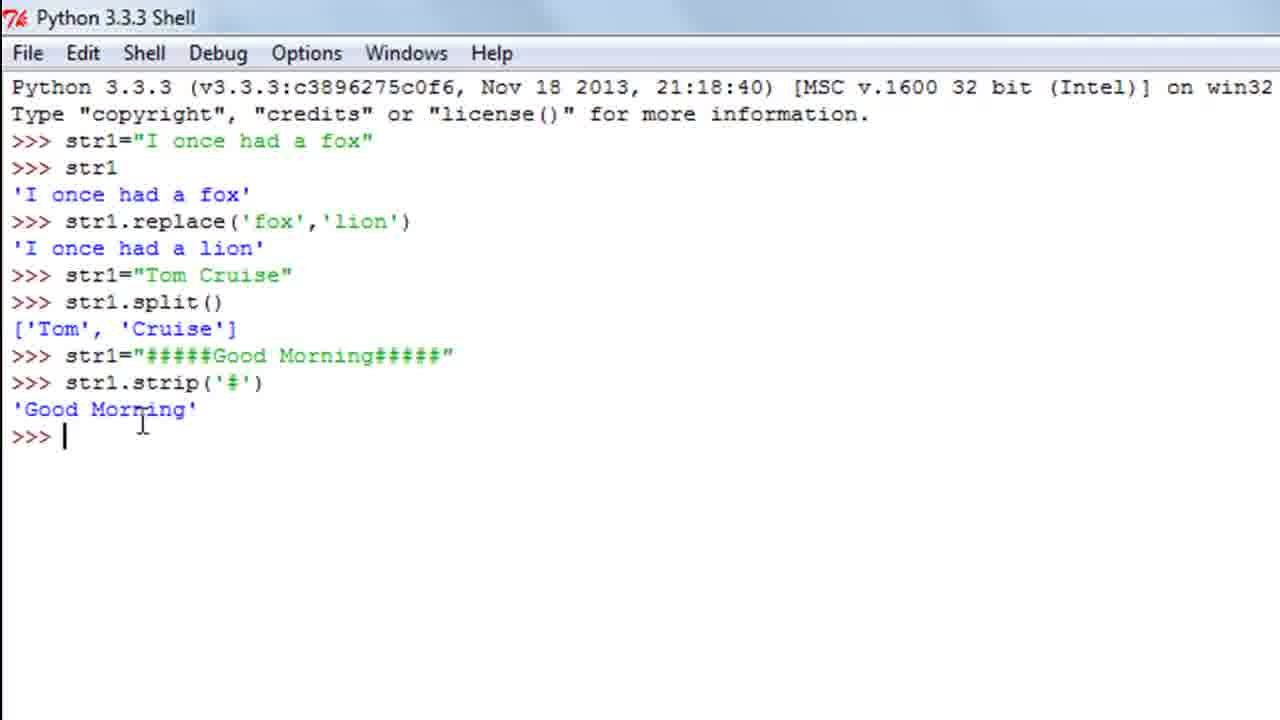 Python 3.3.3 Shell
File Edit Shell Debug Options Windows Help
Python 3.3.3 (v3.3.3:c3896275c0f6, Nov 18 2013, 21:18:40) [MSC v.1600 32 bit (Intel)] on win32
Type "copyright", "credits" or "license()" for more information.
>>> str1="I once had a fox"
>>> str1
'I once had a fox'
>>> str1.replace('fox','lion')
'I once had a lion'
>>> str1="Tom Cruise"
>>> str1.split()
['Tom', 'Cruise']
>>> str1="#####Good Morning#####"
>>> str1.strip('#')
'Good Morning'
>>>